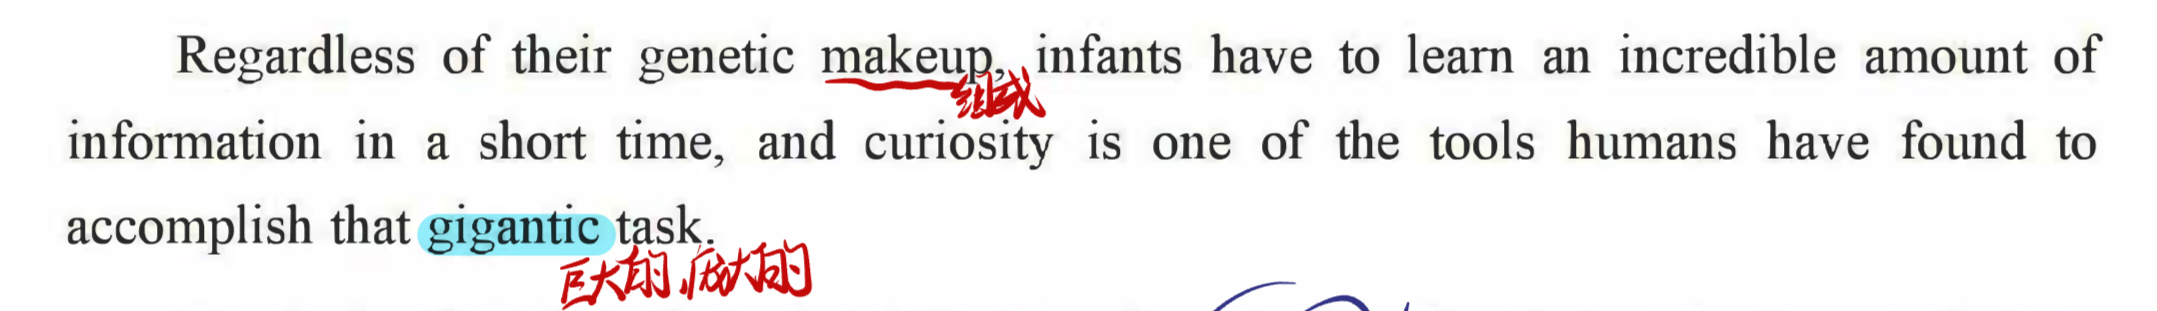 Regardless of their genetic makeup, infants have to learn an incredible amount of
组成
information in a short time, and curiosity is one of the tools humans have found to
accomplish that gigantic task.
巨大的,庞大的